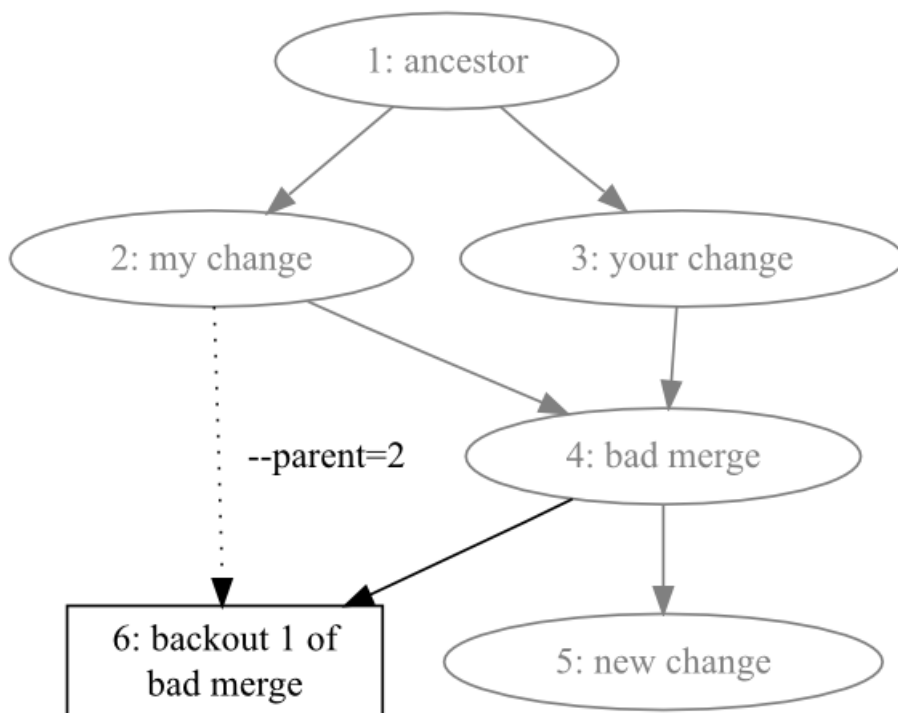 1: ancestor
2: my change
3: your change
--parent=2
4: bad merge
6: backout 1 of
bad merge
5: new change